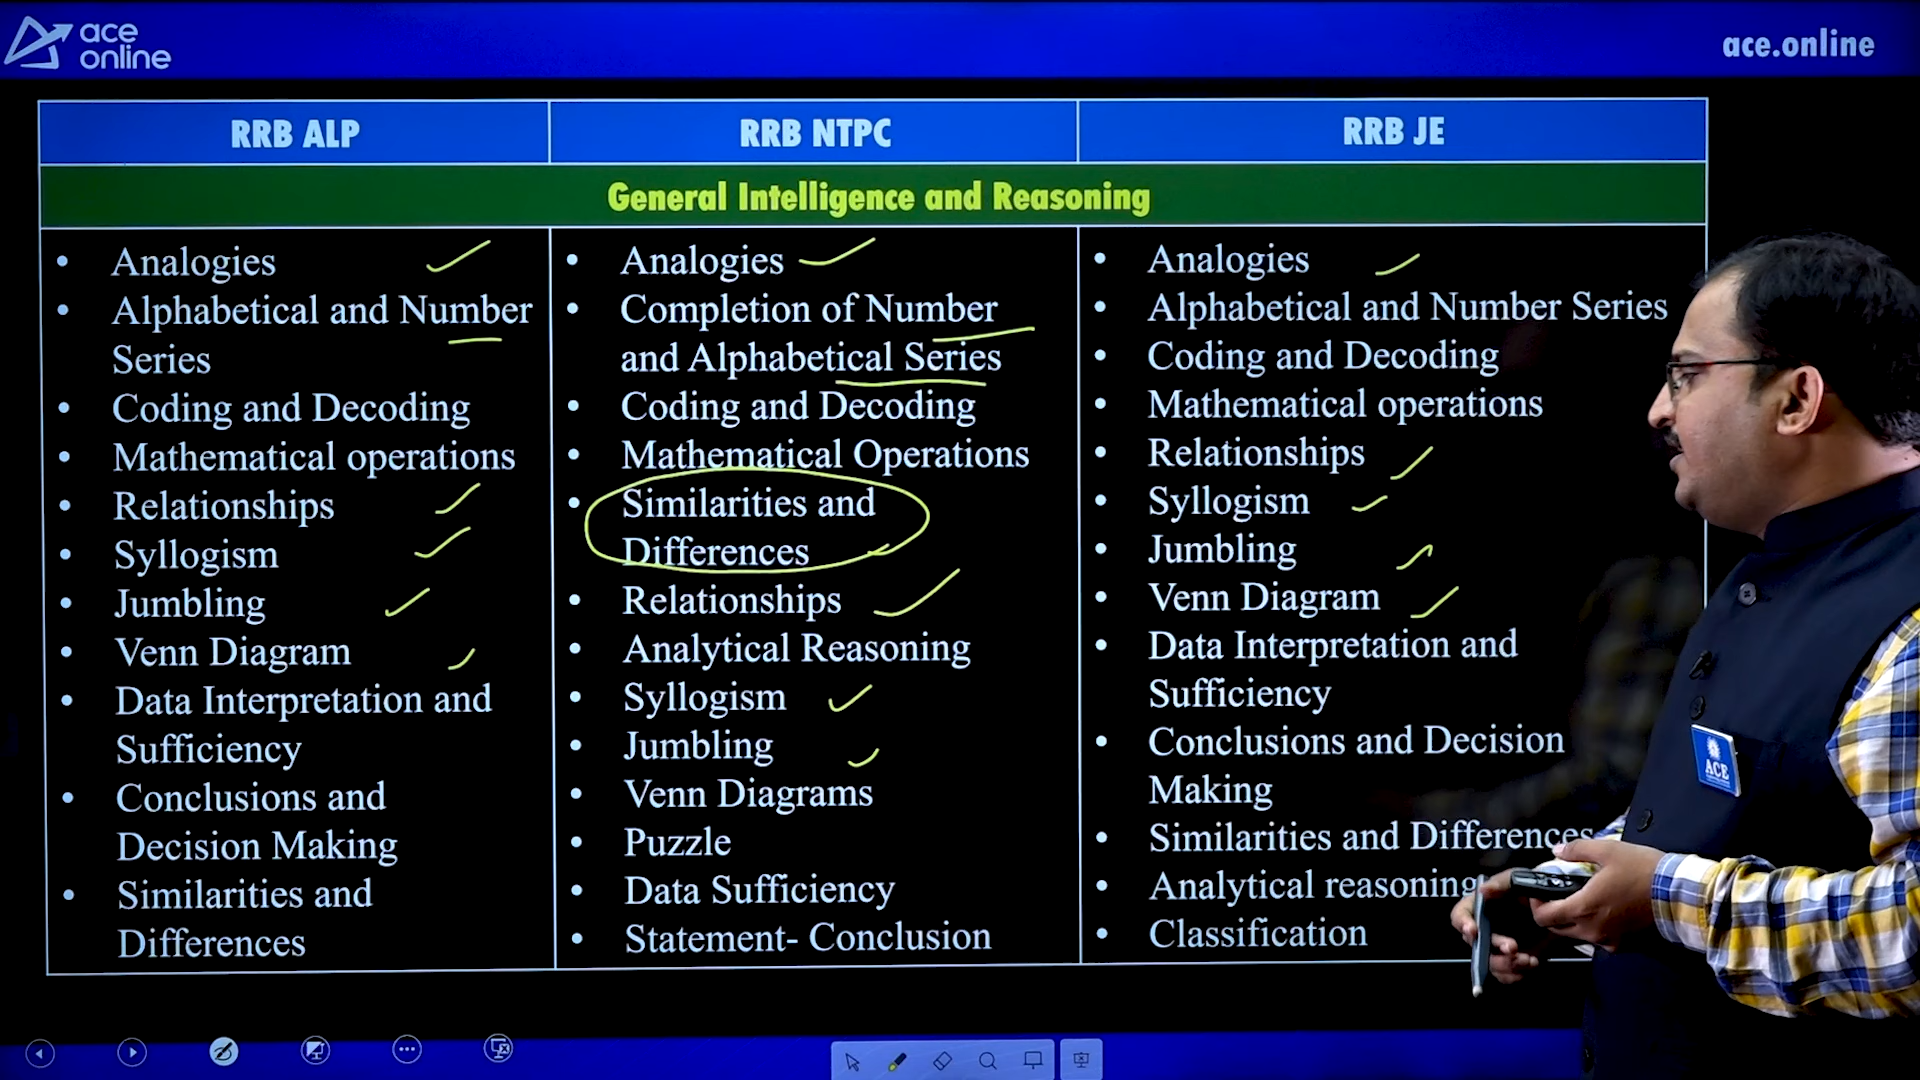 ace
online
ace.online
RRB ALP
RRB NTPC
RRB JE
General Intelligence and Reasoning
• Analogies
• Alphabetical and Number
Series
• Coding and Decoding
• Mathematical operations
• Relationships
• Syllogism
• Jumbling
• Venn Diagram
• Data Interpretation and
Sufficiency
• Conclusions and
Decision Making
• Similarities and
Differences
• Analogies
• Completion of Number
and Alphabetical Series
• Coding and Decoding
• Mathematical Operations
• Similarities and
Differences
• Relationships
• Analytical Reasoning
• Syllogism
• Jumbling
• Venn Diagrams
• Puzzle
• Data Sufficiency
• Statement- Conclusion
• Analogies
• Alphabetical and Number Series
• Coding and Decoding
• Mathematical operations
• Relationships
• Syllogism
• Jumbling
• Venn Diagram
• Data Interpretation and
Sufficiency
• Conclusions and Decision
Making
• Similarities and Differences
• Analytical reasoning
• Classification
ACE